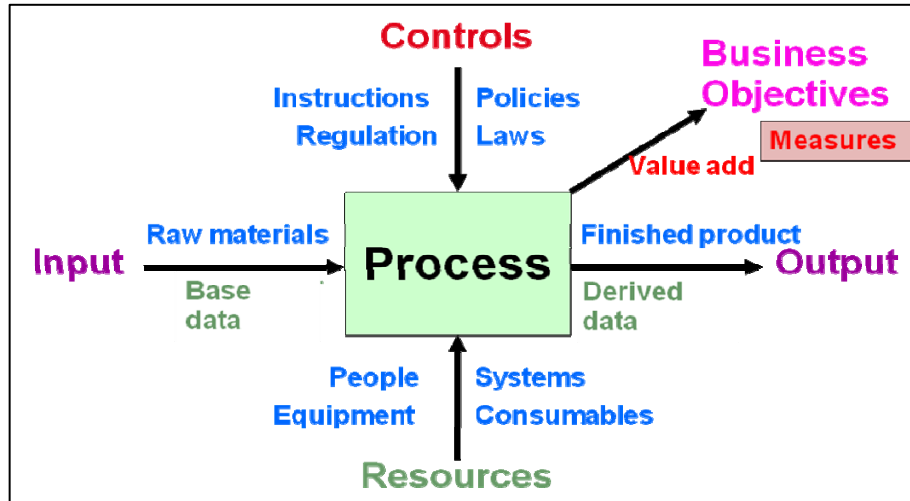 Controls
Business
Objectives
Instructions Policies
Regulation Laws
Measures
Value add
Raw materials
Finished product
Input
Process
Output
Base
data
Derived
data
People Systems
Equipment Consumables
Resources